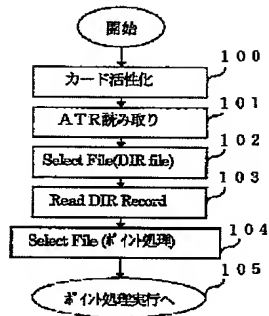 開始
100
カード活性化
101
ATR読み取り
102
Select File(DIR file)
103
Read DIR Record
104
Select File (ポイント処理)
105
ポイント処理実行へ